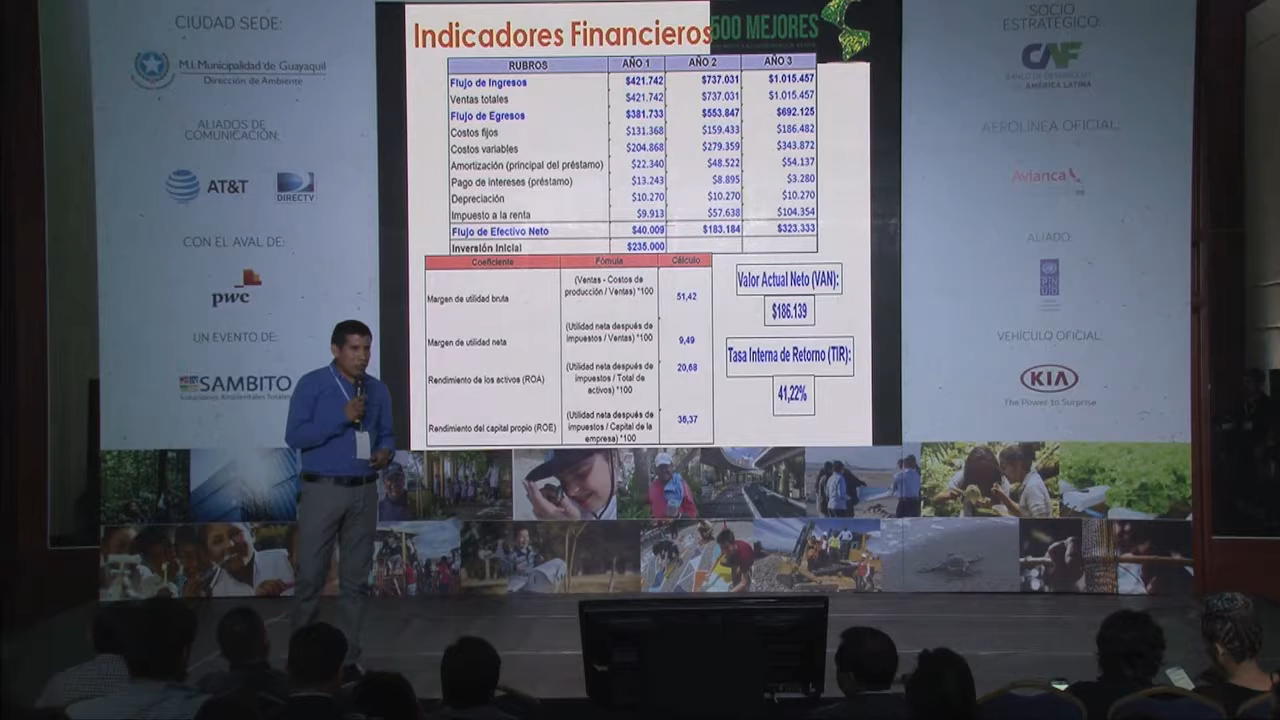 CIUDAD SEDE:
M.I. Municipalidad de Guayaquil
Dirección de Ambiente
ALIADOS DE
COMUNICACIÓN:
AT&T
DIRECTV
CON EL AVAL DE:
pwc
UN EVENTO DE:
SAMBITO
Soluciones Ambientales Totales
Indicadores Financieros
500 MEJORES
RUBROS AÑO 1 AÑO 2 AÑO 3
Flujo de Ingresos $421.742 $737.031 $1.015.457
Ventas totales $421.742 $737.031 $1.015.457
Flujo de Egresos $381.733 $553.847 $692.125
Costos fijos $131.368 $159.433 $186.482
Costos variables $204.868 $279.359 $343.872
Amortización (principal del préstamo) $22.340 $48.522 $54.137
Pago de intereses (préstamo) $13.243 $8.895 $3.280
Depreciación $10.270 $10.270 $10.270
Impuesto a la renta $9.913 $57.638 $104.354
Flujo de Efectivo Neto $40.009 $183.184 $323.333
Inversión Inicial $235.000
Coeficiente Fórmula Cálculo
Margen de utilidad bruta
(Ventas - Costos de
producción / Ventas) *100
51,42
Margen de utilidad neta
(Utilidad neta después de
impuestos / Ventas) *100
9,49
Rendimiento de los activos (ROA)
(Utilidad neta después de
impuestos / Total de
activos) *100
20,68
Rendimiento del capital propio (ROE)
(Utilidad neta después de
impuestos / Capital de la
empresa) *100
36,37
Valor Actual Neto (VAN):
$186.139
Tasa Interna de Retorno (TIR):
41,22%
SOCIO
ESTRATÉGICO:
CAF
BANCO DE DESARROLLO
DE AMÉRICA LATINA
AEROLÍNEA OFICIAL:
Avianca
ALIADO:
PNUD
VEHÍCULO OFICIAL:
KIA
The Power to Surprise